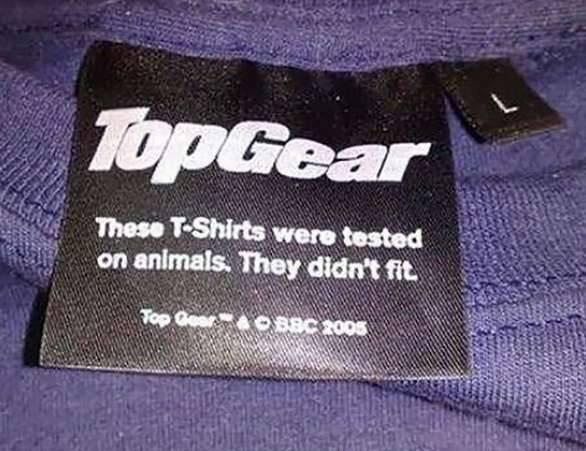 TopGear
L
These T-Shirts were tested
on animals. They didn't fit.
Top Gear™ & © BBC 2005